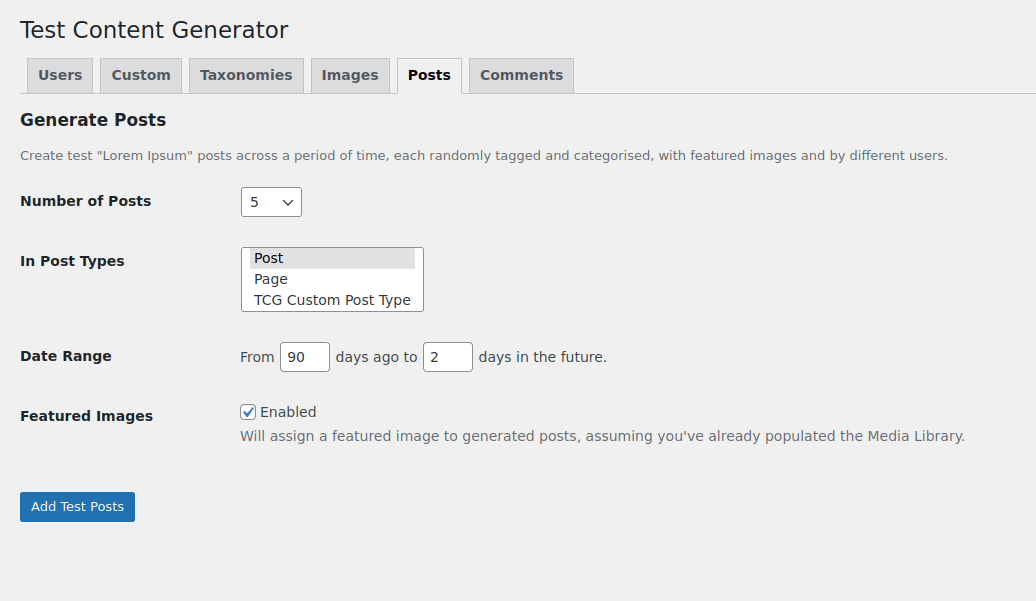 Test Content Generator
Users Custom Taxonomies Images Posts Comments
Generate Posts
Create test "Lorem Ipsum" posts across a period of time, each randomly tagged and categorised, with featured images and by different users.
Number of Posts 5
In Post Types Post
Page
TCG Custom Post Type
Date Range From 90 days ago to 2 days in the future.
Featured Images Enabled
Will assign a featured image to generated posts, assuming you've already populated the Media Library.
Add Test Posts